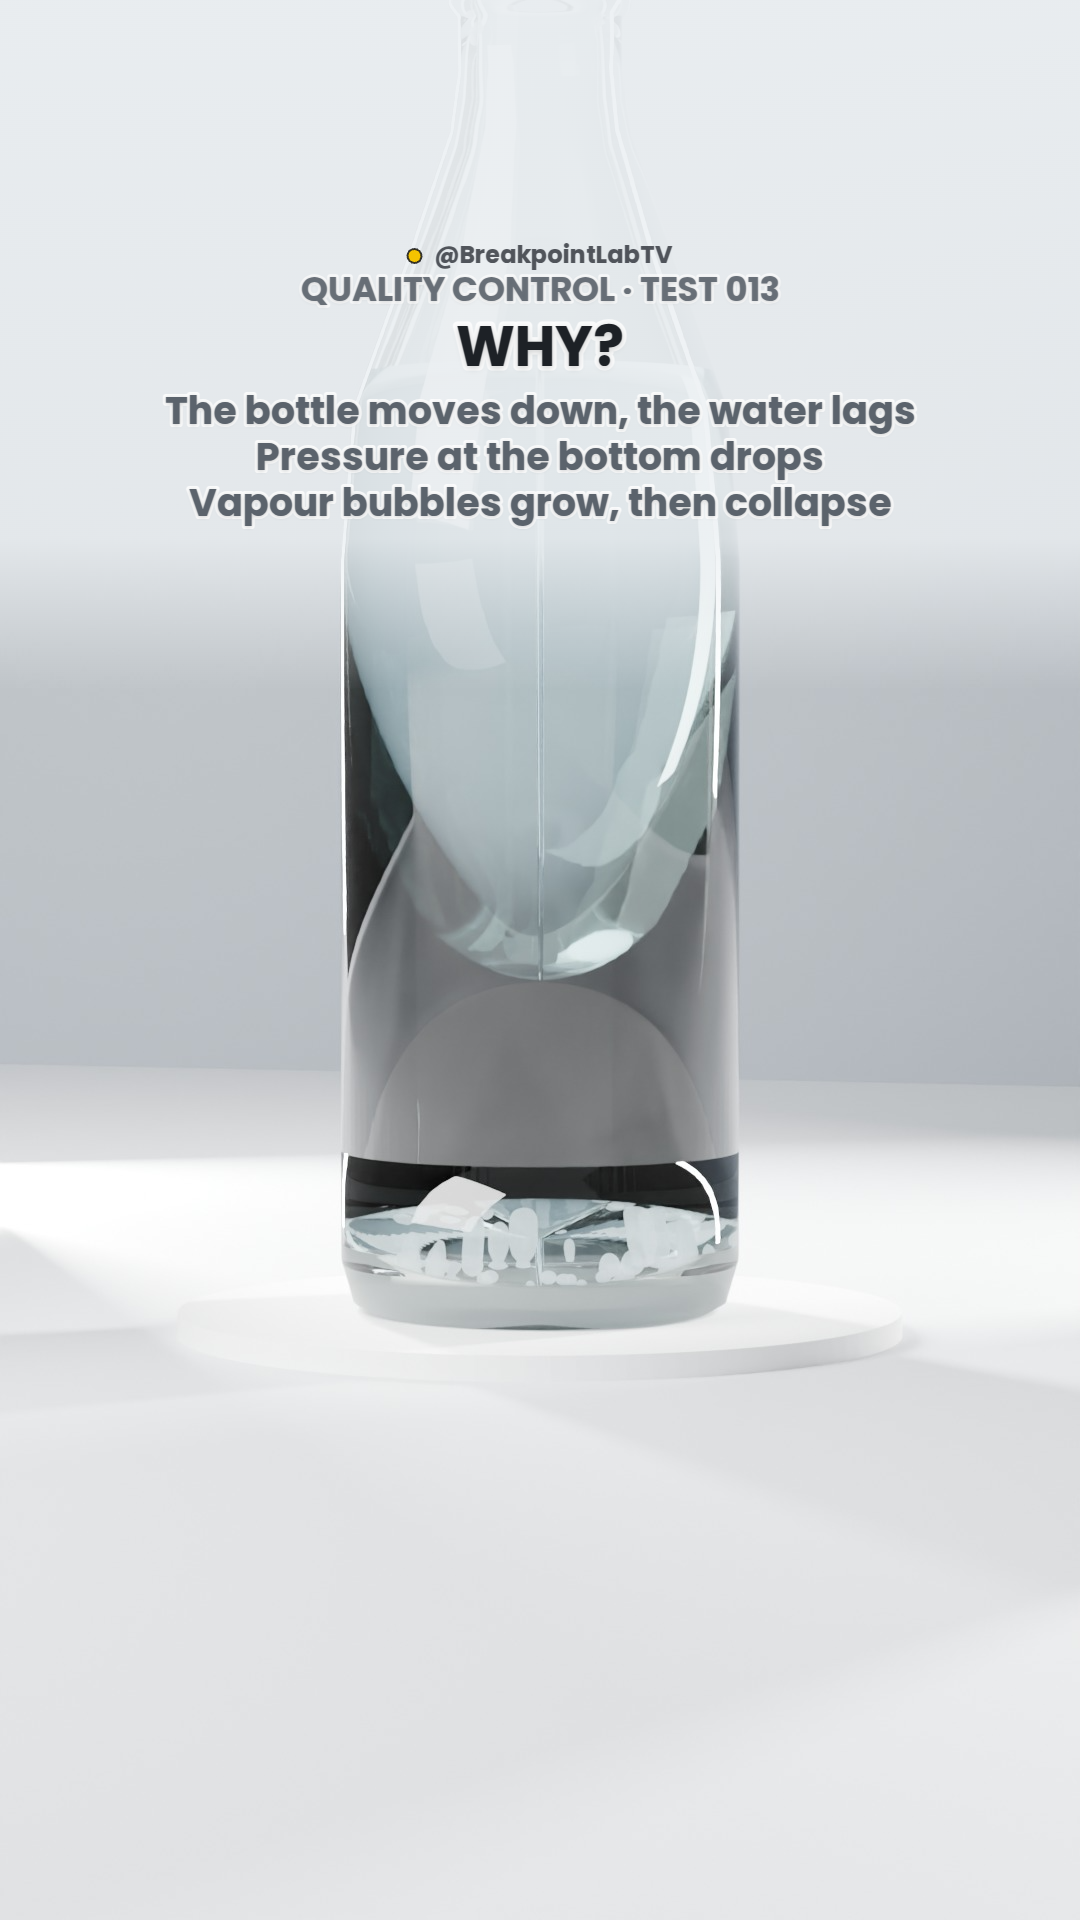 @BreakpointLabTV
QUALITY CONTROL · TEST 013
WHY?
The bottle moves down, the water lags
Pressure at the bottom drops
Vapour bubbles grow, then collapse